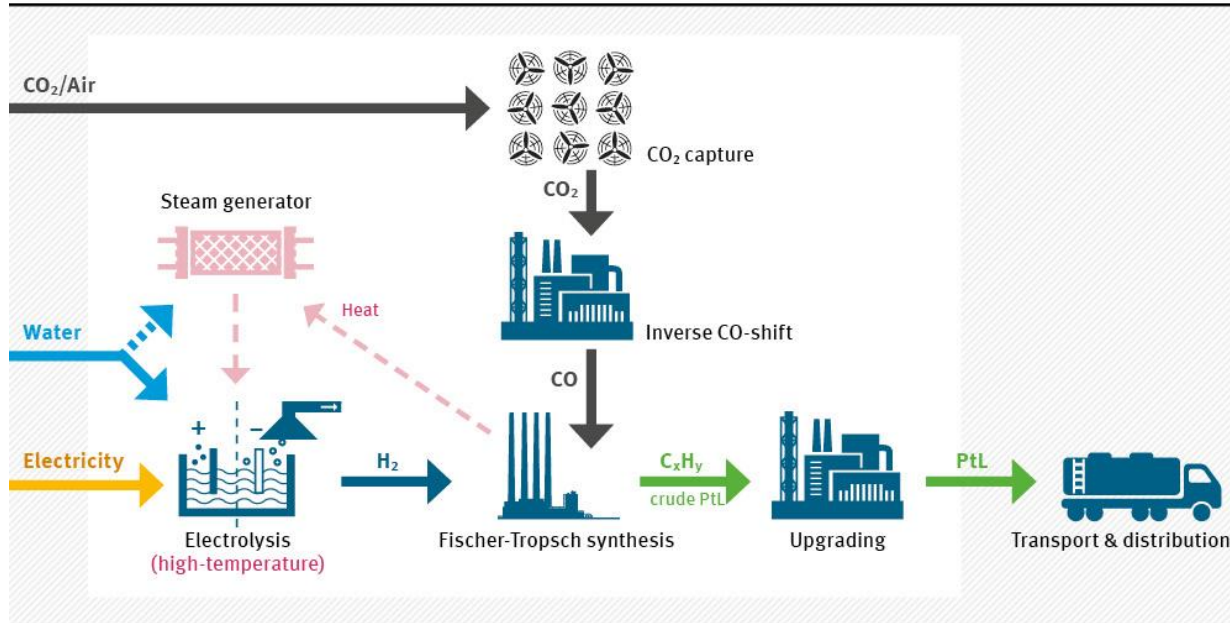 CO₂/Air
CO₂ capture
CO₂
Steam generator
Heat
Inverse CO-shift
Water
CO
+ −
Electricity
H₂
CₓHᵧ
crude PtL
PtL
Electrolysis
(high-temperature)
Fischer-Tropsch synthesis
Upgrading
Transport & distribution